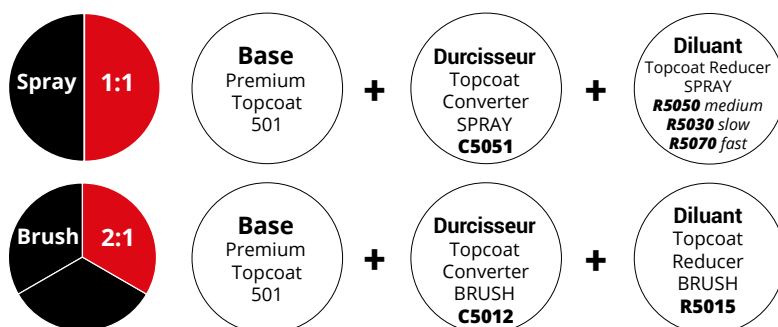 Spray 1:1
Base
Premium
Topcoat
501
+
Durcisseur
Topcoat
Converter
SPRAY
C5051
+
Diluant
Topcoat Reducer
SPRAY
R5050 medium
R5030 slow
R5070 fast
Brush 2:1
Base
Premium
Topcoat
501
+
Durcisseur
Topcoat
Converter
BRUSH
C5012
+
Diluant
Topcoat
Reducer
BRUSH
R5015